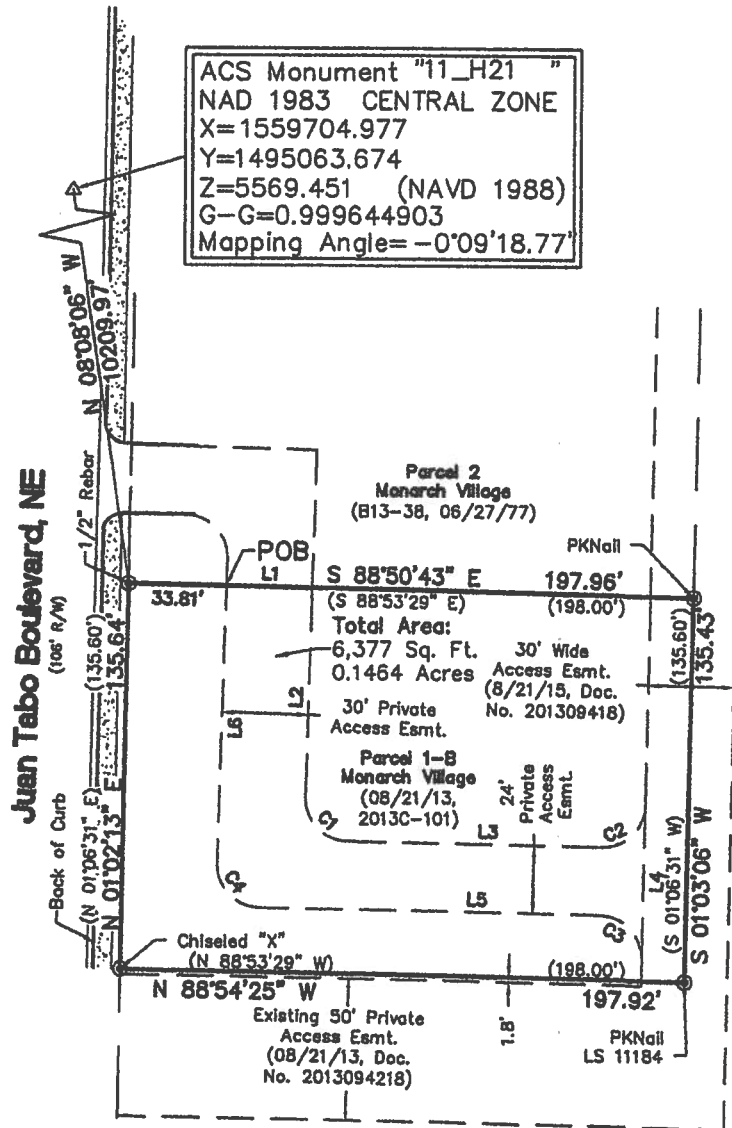 ACS Monument "11_H21 "
NAD 1983 CENTRAL ZONE
X=1559704.977
Y=1495063.674
Z=5569.451 (NAVD 1988)
G-G=0.999644903
Mapping Angle= -0°09'18.77"
N 08°08'06" W
10209.97'
Juan Tabo Boulevard, NE
(106' R/W)
1/2" Rebar
Parcel 2
Monarch Village
(B13-38, 06/27/77)
PKNail
POB
L1
S 88°50'43" E 197.96'
33.81'
(S 88°53'29" E) (198.00')
Total Area:
6,377 Sq. Ft.
0.1464 Acres
30' Wide
Access Esmt.
(8/21/15, Doc.
No. 201309418)
(135.60')
135.64'
(135.60')
135.43'
L2
L6
30' Private
Access Esmt.
Parcel 1-B
Monarch Village
(08/21/13,
2013C-101)
24'
Private
Access
Esmt.
C1
L3
C2
Back of Curb
(N 01°06'31" E)
N 01°02'13" E
L4
(S 01°06'31" W)
S 01°03'06" W
C4
L5
C3
Chiseled "X"
(N 88°53'29" W) (198.00')
N 88°54'25" W 197.92'
Existing 50' Private
Access Esmt.
(08/21/13, Doc.
No. 2013094218)
1.8'
PKNail
LS 11184